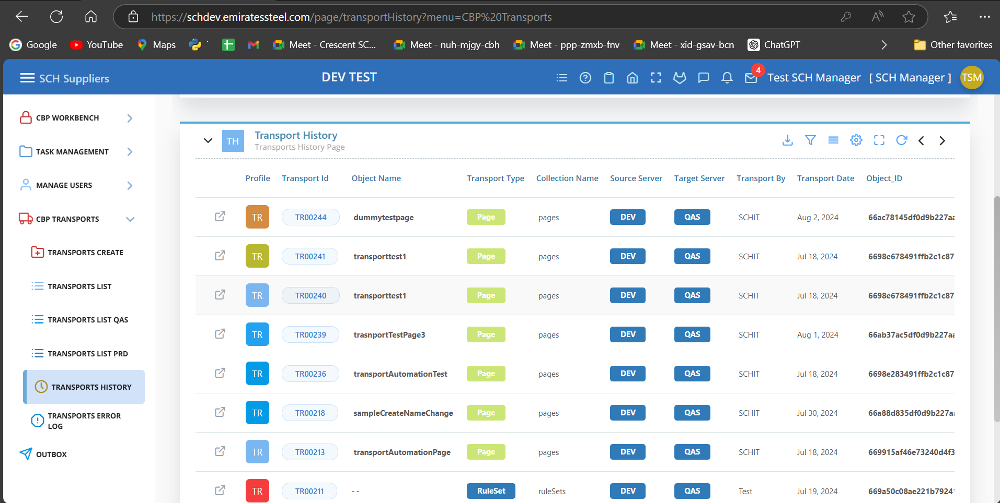 https://schdev.emiratessteel.com/page/transportHistory?menu=CBP%20Transports
Google YouTube Maps ` Meet - Crescent SC... Meet - nuh-mjgy-cbh Meet - ppp-zmxb-fnv Meet - xid-gsav-bcn ChatGPT Other favorites
SCH Suppliers DEV TEST 4 Test SCH Manager [ SCH Manager ] TSM
CBP WORKBENCH
TASK MANAGEMENT
MANAGE USERS
CBP TRANSPORTS
TRANSPORTS CREATE
TRANSPORTS LIST
TRANSPORTS LIST QAS
TRANSPORTS LIST PRD
TRANSPORTS HISTORY
TRANSPORTS ERROR
LOG
OUTBOX
TH Transport History
Transports History Page
Profile Transport Id Object Name Transport Type Collection Name Source Server Target Server Transport By Transport Date Object_ID
TR TR00244 dummytestpage Page pages DEV QAS SCHIT Aug 2, 2024 66ac78145df0d9b227aa
TR TR00241 transporttest1 Page pages DEV QAS SCHIT Jul 18, 2024 6698e678491ffb2c1c87
TR TR00240 transporttest1 Page pages DEV QAS SCHIT Jul 18, 2024 6698e678491ffb2c1c87
TR TR00239 trasnportTestPage3 Page pages DEV QAS SCHIT Aug 1, 2024 66ab37ac5df0d9b227aa
TR TR00236 transportAutomationTest Page pages DEV QAS SCHIT Jul 18, 2024 6698e283491ffb2c1c87
TR TR00218 sampleCreateNameChange Page pages DEV QAS SCHIT Jul 30, 2024 66a88d835df0d9b227aa
TR TR00213 transportAutomationPage Page pages DEV QAS SCHIT Jul 18, 2024 669915af46e73240d4f3
TR TR00211 - - RuleSet ruleSets DEV QAS Test Jul 19, 2024 669a50c08ae221b79241